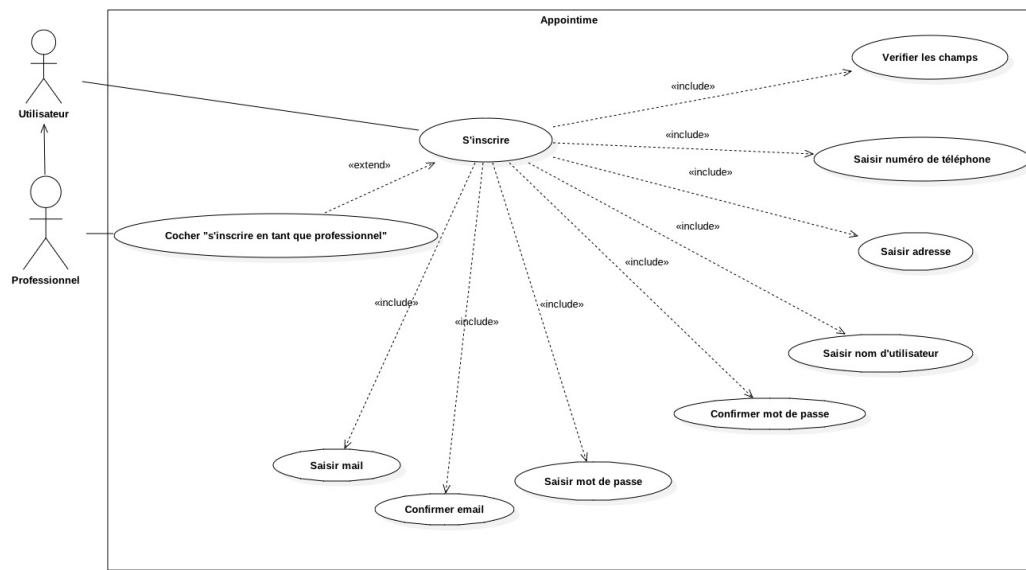 Appointime
Verifier les champs
Utilisateur
«include»
S'inscrire
«include»
Saisir numéro de téléphone
«extend»
«include»
Cocher "s'inscrire en tant que professionnel"
«include»
Saisir adresse
Professionnel
«include»
«include»
«include»
«include»
Saisir nom d'utilisateur
Confirmer mot de passe
Saisir mail
Saisir mot de passe
Confirmer email